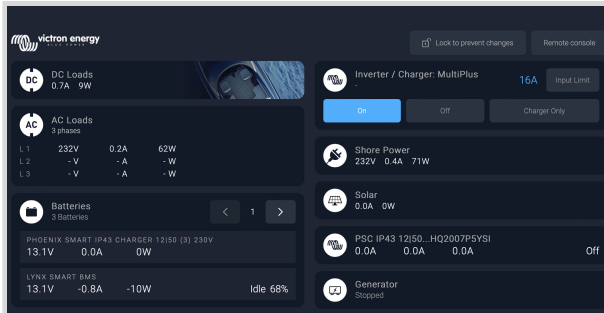 victron energy
BLUE POWER
Lock to prevent changes
Remote console
DC
DC Loads
0.7A 9W
AC
AC Loads
3 phases
L 1 232V 0.2A 62W
L 2 - V - A - W
L 3 - V - A - W
Batteries
3 Batteries
< 1 >
PHOENIX SMART IP43 CHARGER 12|50 (3) 230V
13.1V 0.0A 0W
LYNX SMART BMS
13.1V -0.8A -10W Idle 68%
Inverter / Charger: MultiPlus
-
16A
Input Limit
On
Off
Charger Only
Shore Power
232V 0.4A 71W
Solar
0.0A 0W
PSC IP43 12|50...HQ2007P5YSI
0.0A 0.0A 0.0A Off
Generator
Stopped